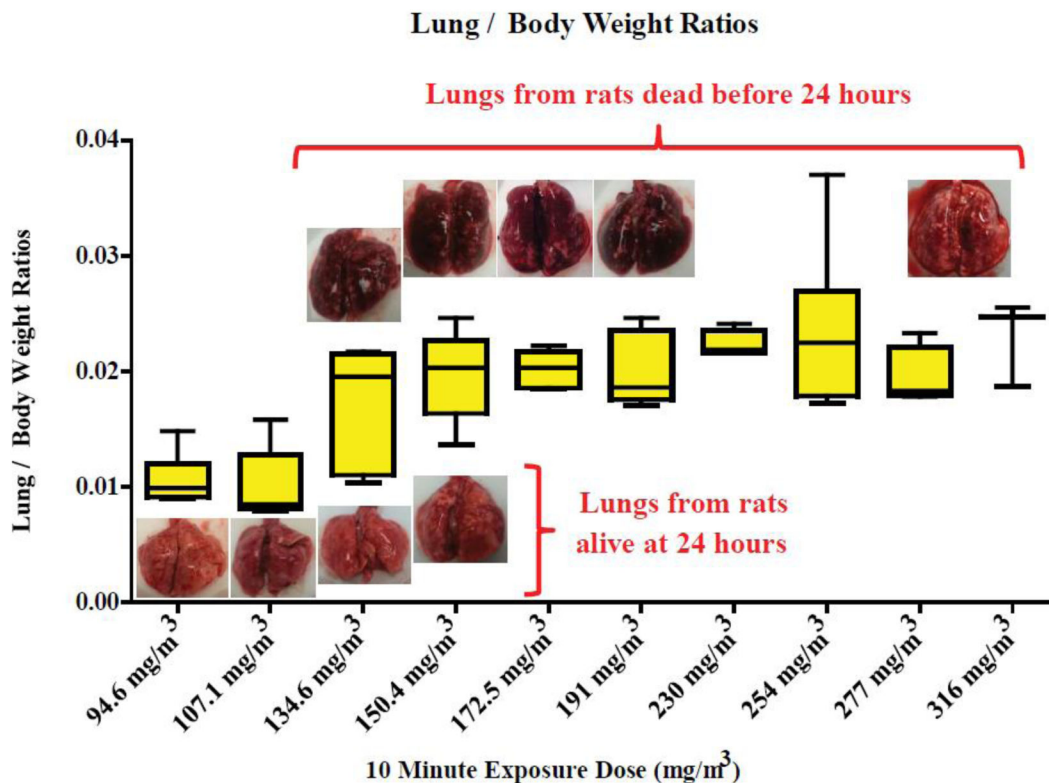 Lung / Body Weight Ratios
Lungs from rats dead before 24 hours
0.04
0.03
0.02
0.01
0.00
Lung / Body Weight Ratios
Lungs from rats
alive at 24 hours
94.6 mg/m³
107.1 mg/m³
134.6 mg/m³
150.4 mg/m³
172.5 mg/m³
191 mg/m³
230 mg/m³
254 mg/m³
277 mg/m³
316 mg/m³
10 Minute Exposure Dose (mg/m³)